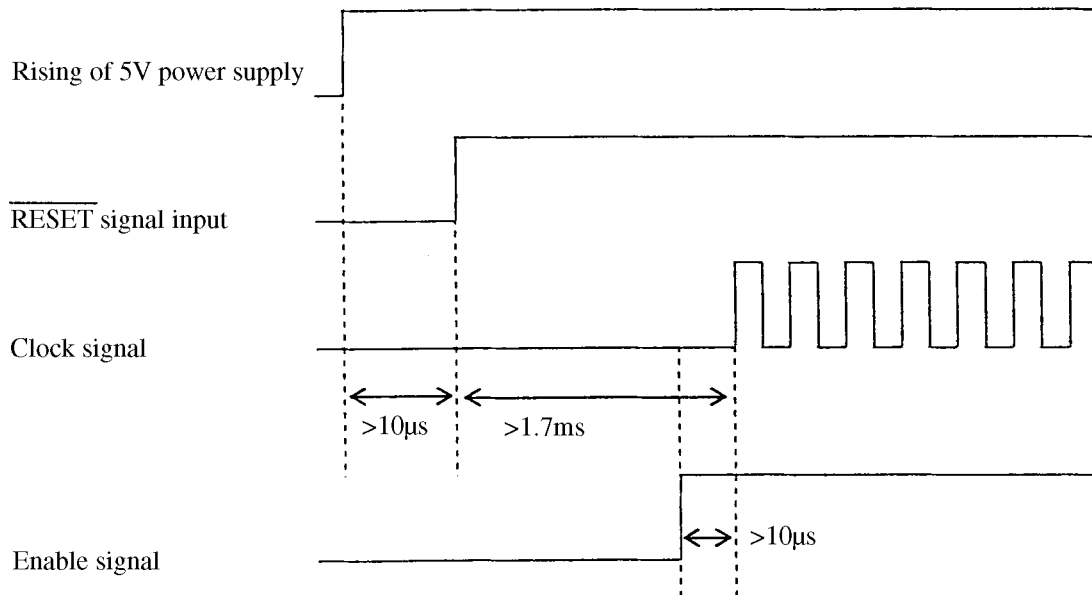 Rising of 5V power supply
RESET signal input
Clock signal
>10μs
>1.7ms
>10μs
Enable signal